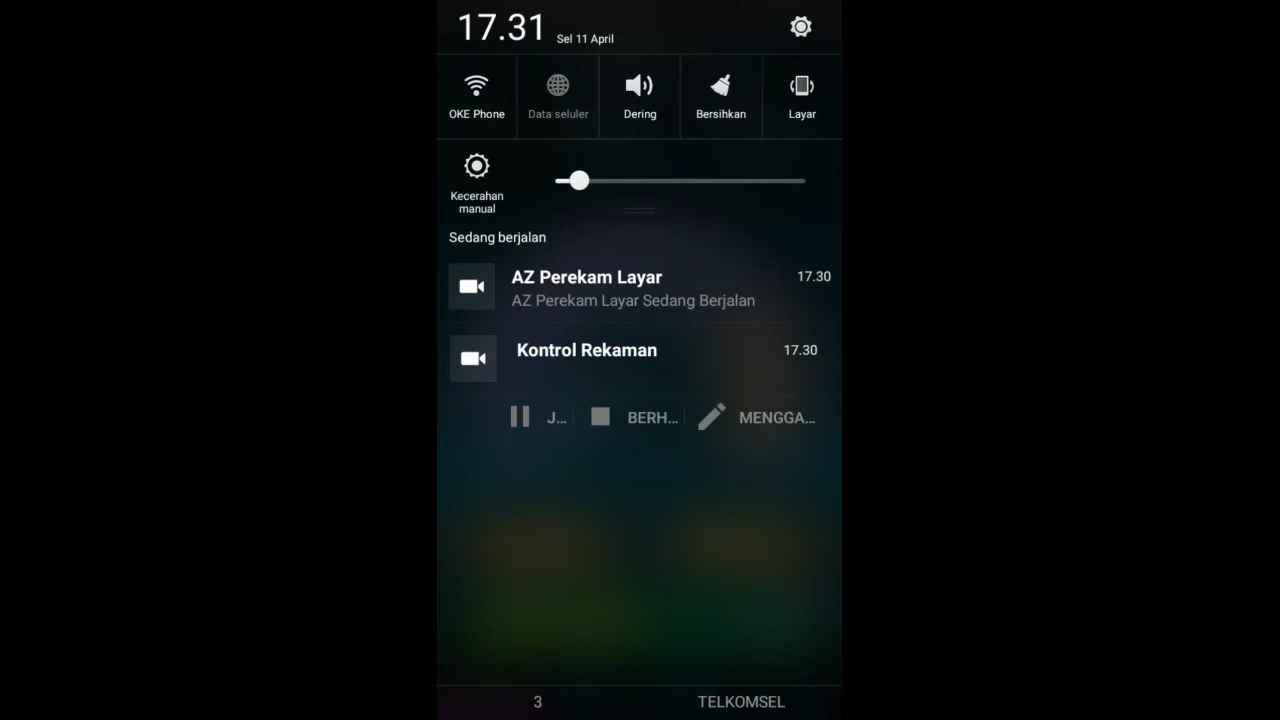 17.31 Sel 11 April
OKE Phone Data seluler Dering Bersihkan Layar
Kecerahan
manual
Sedang berjalan
AZ Perekam Layar 17.30
AZ Perekam Layar Sedang Berjalan
Kontrol Rekaman 17.30
J... BERH... MENGGA...
3 TELKOMSEL